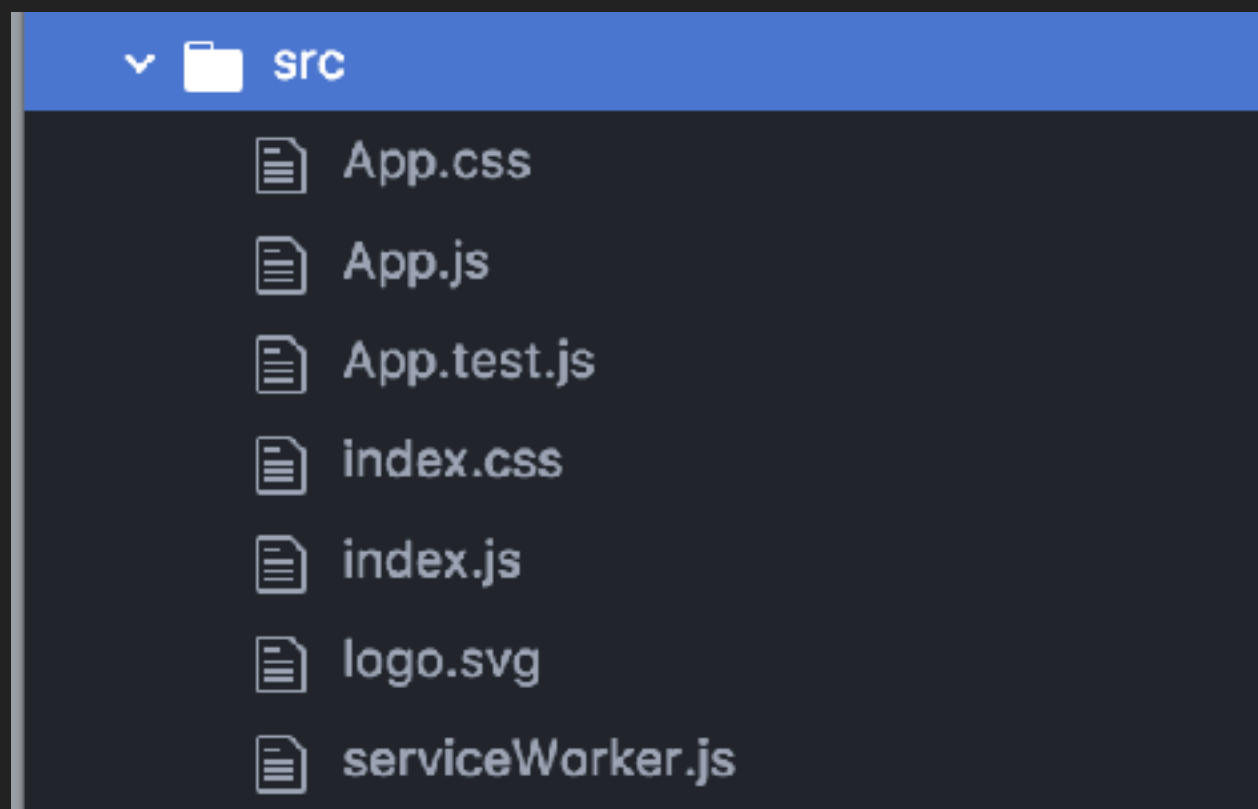 src
App.css
App.js
App.test.js
index.css
index.js
logo.svg
serviceWorker.js